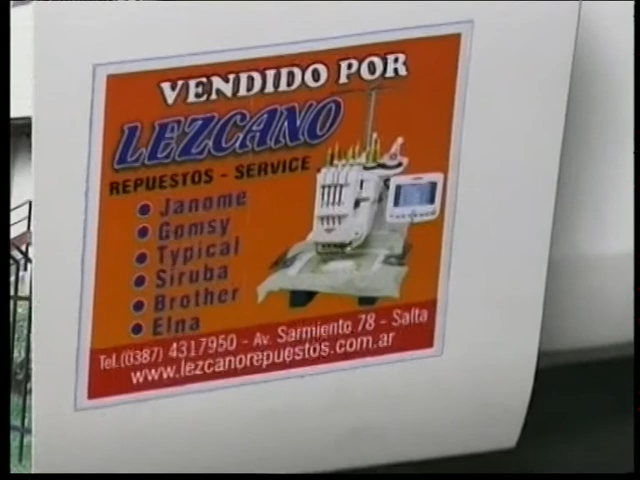 VENDIDO POR
LEZCANO
REPUESTOS - SERVICE
Janome
Gomsy
Typical
Siruba
Brother
Elna
Tel.(0387) 4317950 - Av. Sarmiento 78 - Salta
www.lezcanorepuestos.com.ar